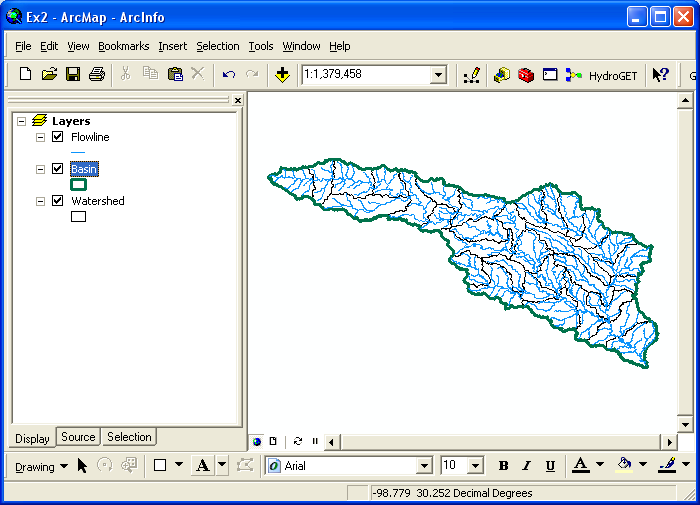 Ex2 - ArcMap - ArcInfo
File Edit View Bookmarks Insert Selection Tools Window Help
1:1,379,458 HydroGET G
Layers
Flowline
Basin
Watershed
Display Source Selection
Drawing A Arial 10 B I U A
-98.779 30.252 Decimal Degrees